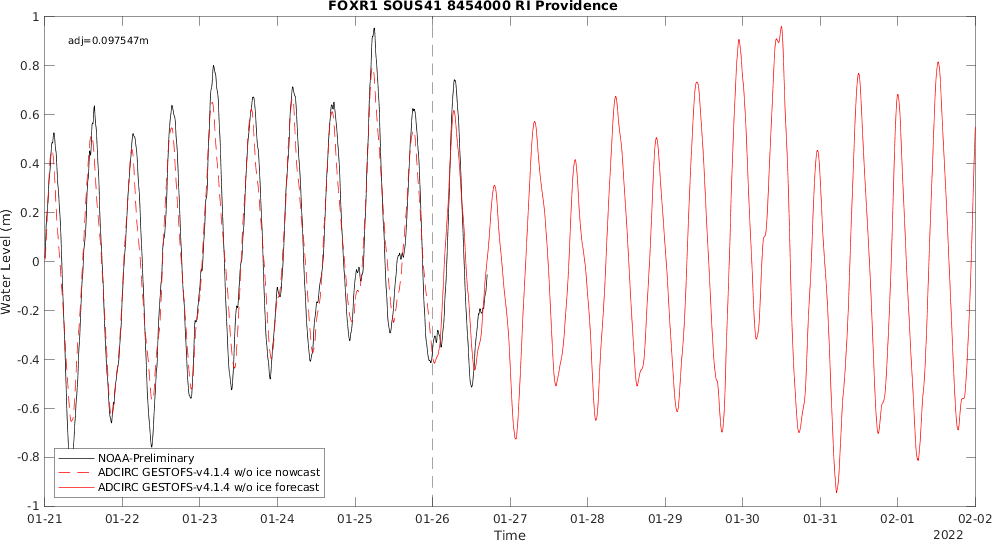 FOXR1 SOUS41 8454000 RI Providence
adj=0.097547m
1
0.8
0.6
0.4
0.2
0
-0.2
-0.4
-0.6
-0.8
-1
Water Level (m)
NOAA-Preliminary
ADCIRC GESTOFS-v4.1.4 w/o ice nowcast
ADCIRC GESTOFS-v4.1.4 w/o ice forecast
01-21 01-22 01-23 01-24 01-25 01-26 01-27 01-28 01-29 01-30 01-31 02-01 02-02
Time
2022